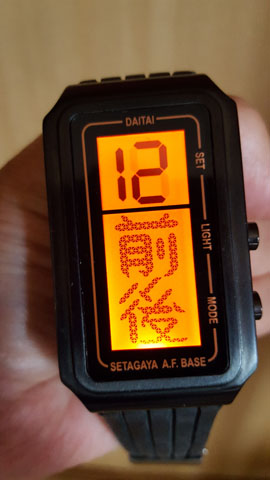 DAITAI
12
前後
SET
LIGHT
MODE
SETAGAYA A.F. BASE